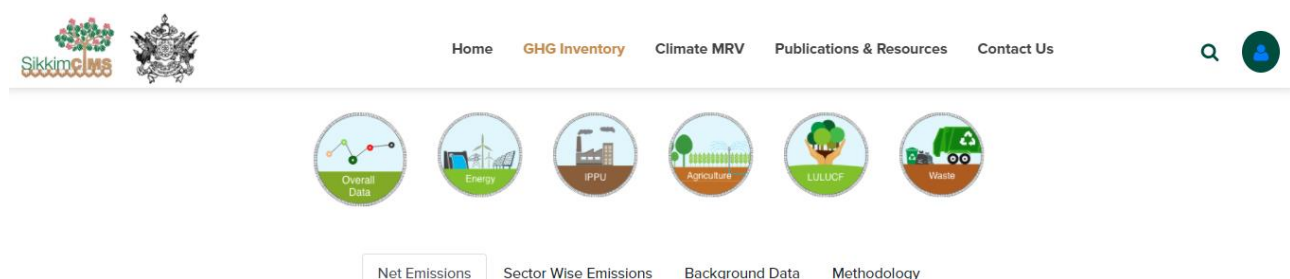 SikkimCIMS
Home GHG Inventory Climate MRV Publications & Resources Contact Us
Overall
Data
Energy
IPPU
Agriculture
LULUCF
Waste
Net Emissions Sector Wise Emissions Background Data Methodology